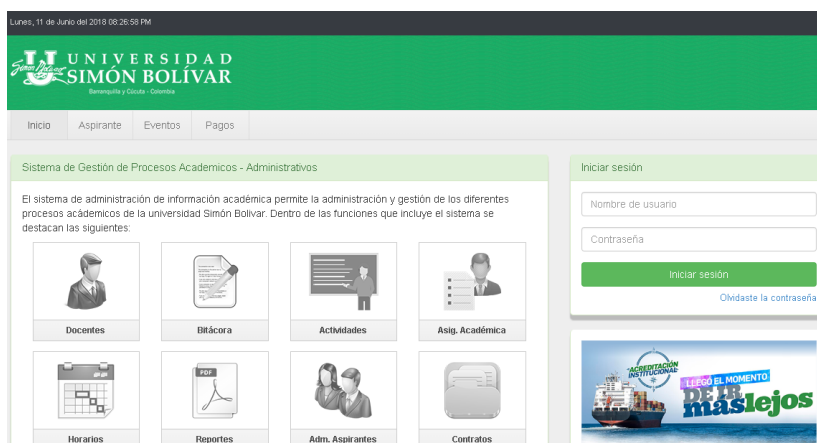 Lunes, 11 de Junio del 2018 08:26:58 PM
UNIVERSIDAD
SIMÓN BOLÍVAR
Barranquilla y Cúcuta - Colombia
Inicio Aspirante Eventos Pagos
Sistema de Gestión de Procesos Academicos - Administrativos
El sistema de administración de información académica permite la administración y gestión de los diferentes
procesos acádemicos de la universidad Simón Bolivar. Dentro de las funciones que incluye el sistema se
destacan las siguientes:
Docentes
Bitácora
Actividades
Asig. Académica
PDF
Horarios
Reportes
Adm. Aspirantes
Contratos
Iniciar sesión
Nombre de usuario
Contraseña
Iniciar sesión
Olvidaste la contraseña
ACREDITACIÓN
INSTITUCIONAL
LLEGÓ EL MOMENTO
DE IR
máslejos